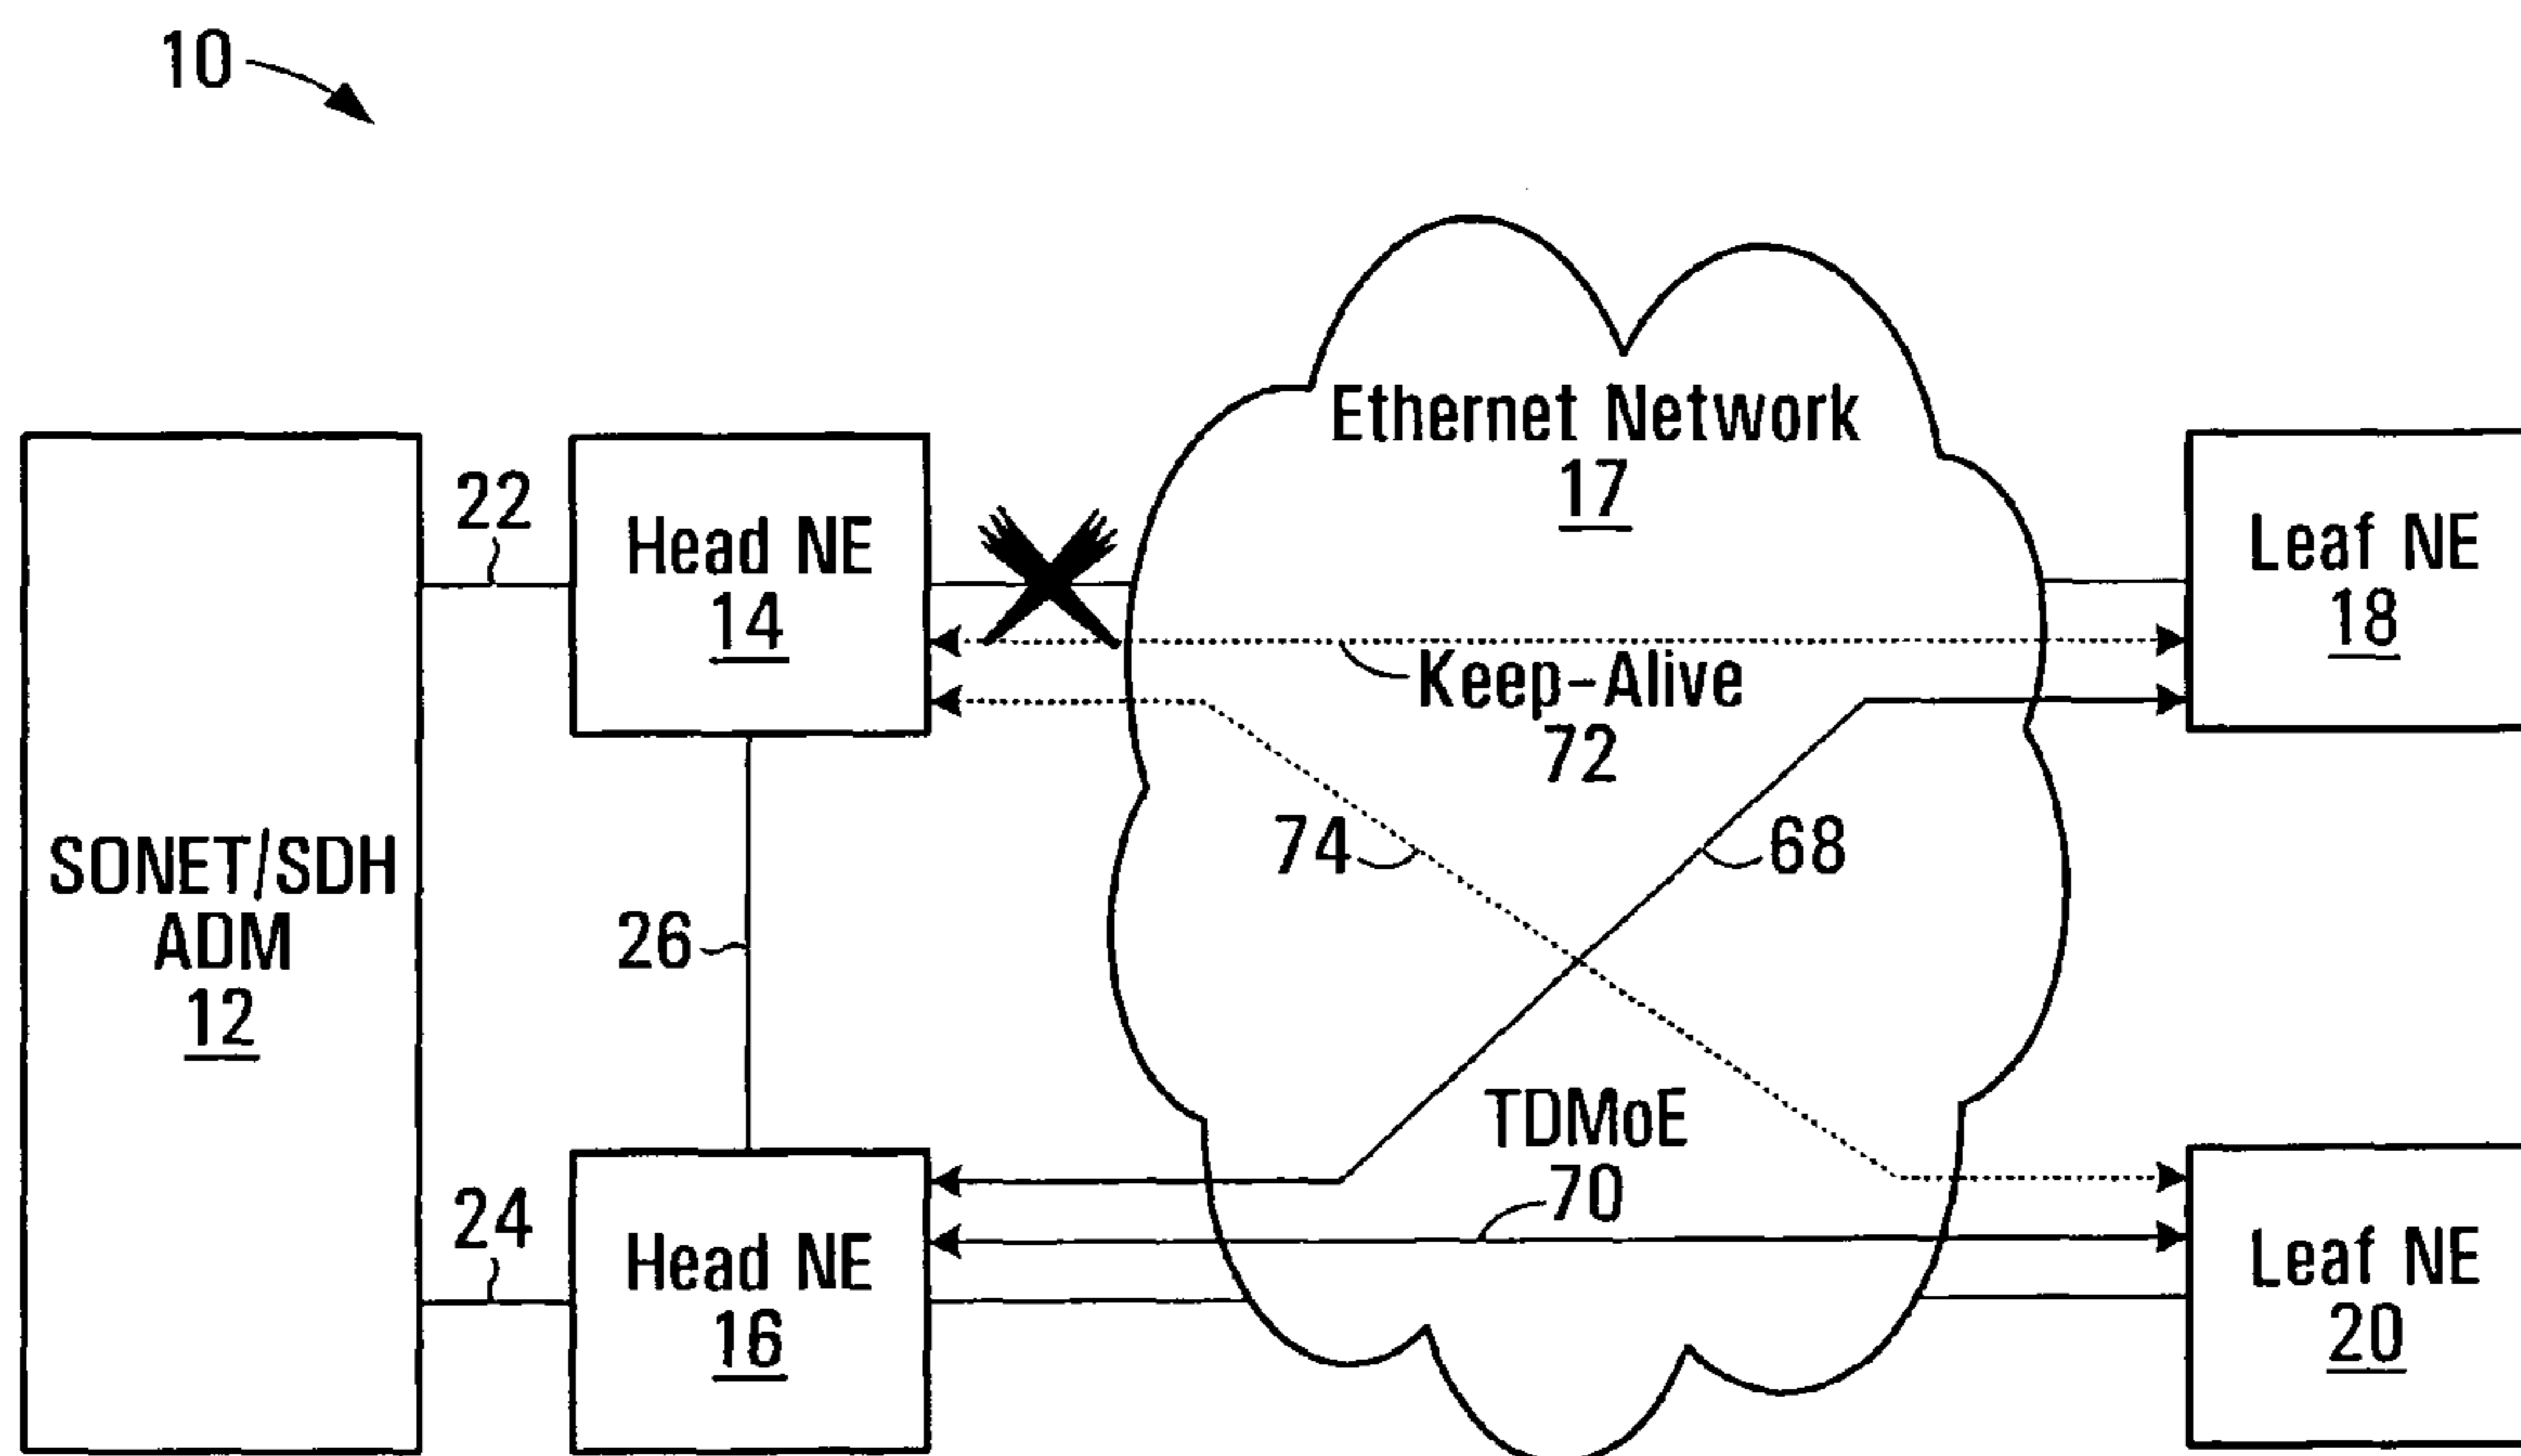 10
Ethernet Network
17
22
Head NE
14
Leaf NE
18
Keep-Alive
72
74
68
SONET/SDH
ADM
12
26
TDMoE
70
24
Head NE
16
Leaf NE
20